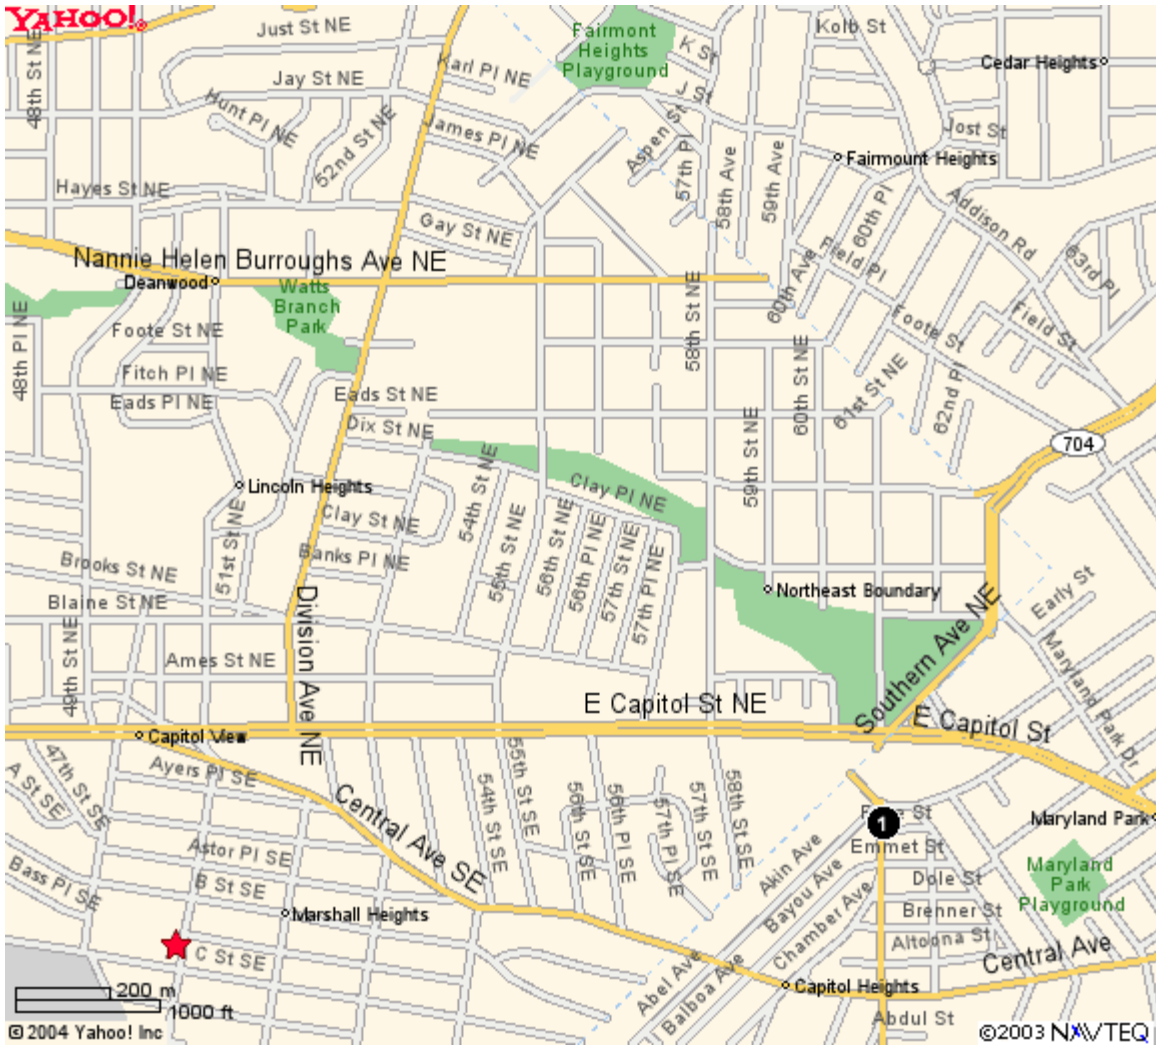 YAHOO!
Just St NE
Fairmont
Heights
Playground
K St
Kolb St
Cedar Heights
48th St NE
Jay St NE
Karl Pl NE
J St
Hunt Pl NE
52nd St NE
James Pl NE
Aspen St
57th Pl
58th Ave
59th Ave
Jost St
Fairmount Heights
Hayes St NE
Gay St NE
60th Pl
Addison Rd
Nannie Helen Burroughs Ave NE
Field Pl
63rd Pl
Deanwood
Watts
Branch
Park
60th Ave
48th Pl NE
Foote St NE
58th St NE
Foote St
Field St
Fitch Pl NE
Eads Pl NE
Eads St NE
60th St NE
61st St NE
62nd Pl
Dix St NE
59th St NE
704
Lincoln Heights
54th St NE
Clay Pl NE
51st St NE
Clay St NE
Banks Pl NE
55th St NE
56th St NE
56th Pl NE
57th St NE
57th Pl NE
Brooks St NE
Blaine St NE
Northeast Boundary
Early St
49th St NE
Division Ave NE
Ames St NE
Southern Ave NE
Maryland Park Dr
E Capitol St NE
E Capitol St
Capitol View
47th St SE
A St SE
Ayers Pl SE
Central Ave SE
54th St SE
55th St SE
56th St SE
56th Pl SE
57th Pl SE
57th St SE
58th St SE
1
Maryland Park
Emmet St
Astor Pl SE
Bass Pl SE
B St SE
Akin Ave
Bayou Ave
Chamber Ave
Dole St
Maryland
Park
Playground
Marshall Heights
Brenner St
Altoona St
C St SE
Abel Ave
Balboa Ave
Central Ave
Capitol Heights
200 m
1000 ft
Abdul St
© 2004 Yahoo! Inc
©2003 NAVTEQ